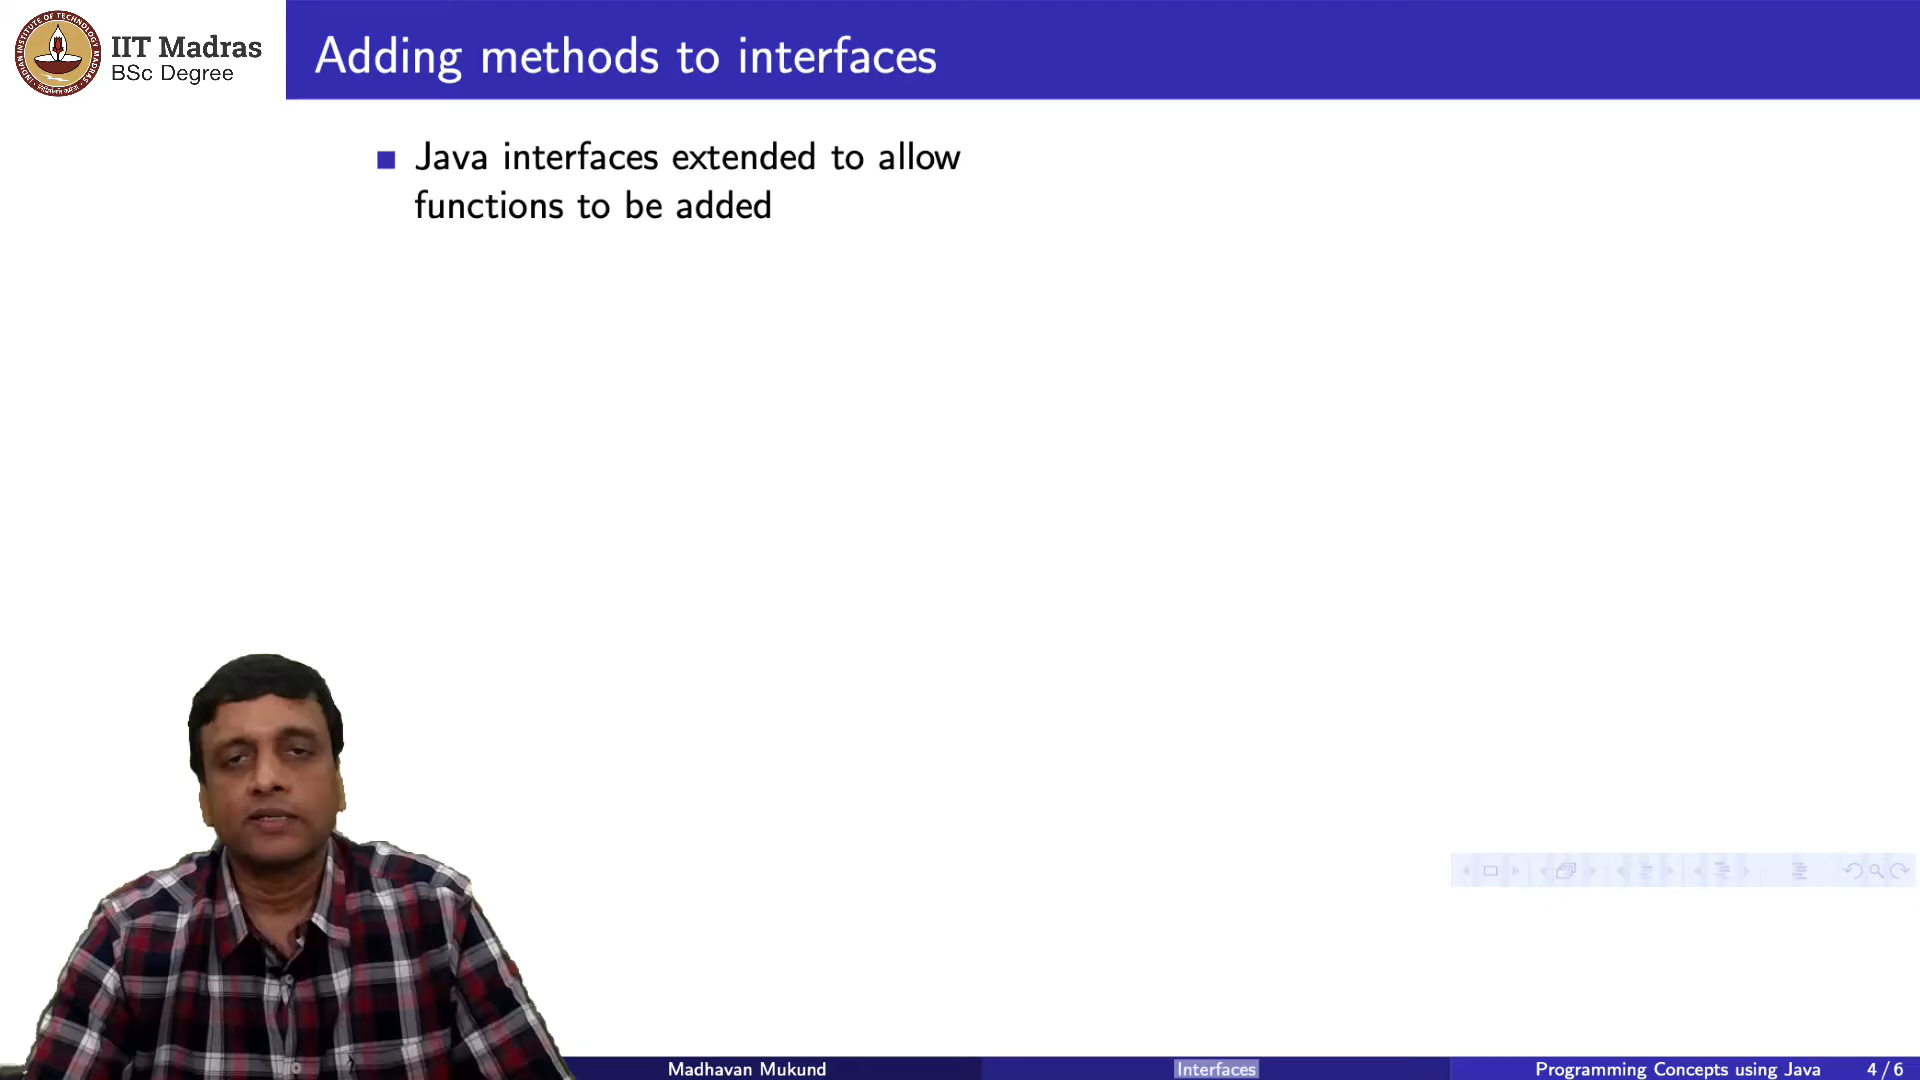 IIT Madras
BSc Degree
Adding methods to interfaces
Java interfaces extended to allow
functions to be added
Madhavan Mukund
Interfaces
Programming Concepts using Java
4 / 6